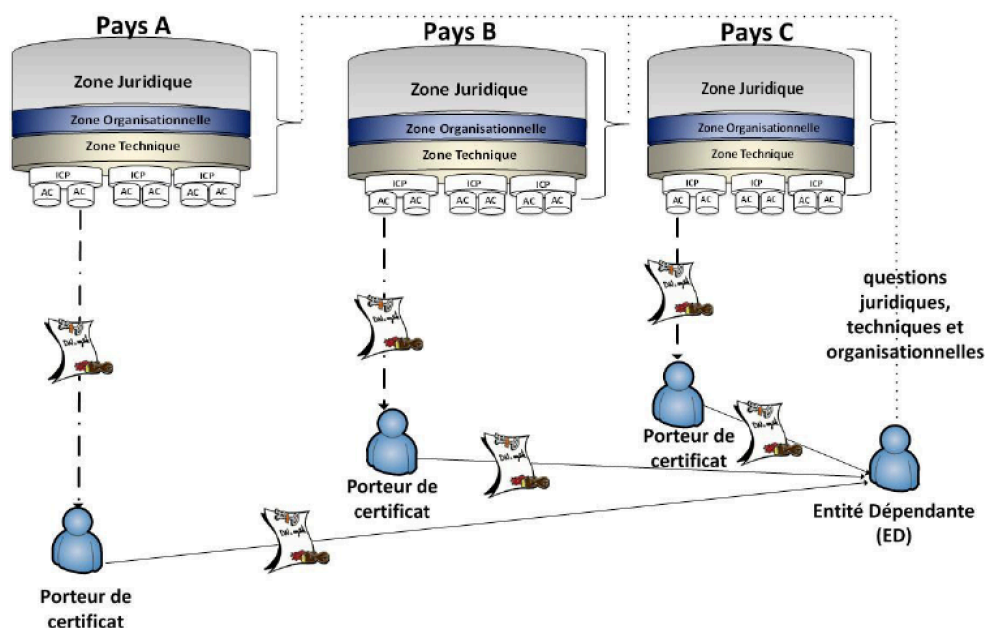 Pays A
Pays B
Pays C
Zone Juridique
Zone Organisationnelle
Zone Technique
ICP
ICP
ICP
AC
AC
AC
AC
AC
AC
Zone Juridique
Zone Organisationnelle
Zone Technique
ICP
ICP
ICP
AC
AC
AC
AC
AC
AC
Zone Juridique
Zone Organisationnelle
Zone Technique
ICP
ICP
ICP
AC
AC
AC
AC
AC
AC
questions
juridiques,
techniques et
organisationnelles
Porteur de
certificat
Porteur de
certificat
Porteur de
certificat
Entité Dépendante
(ED)